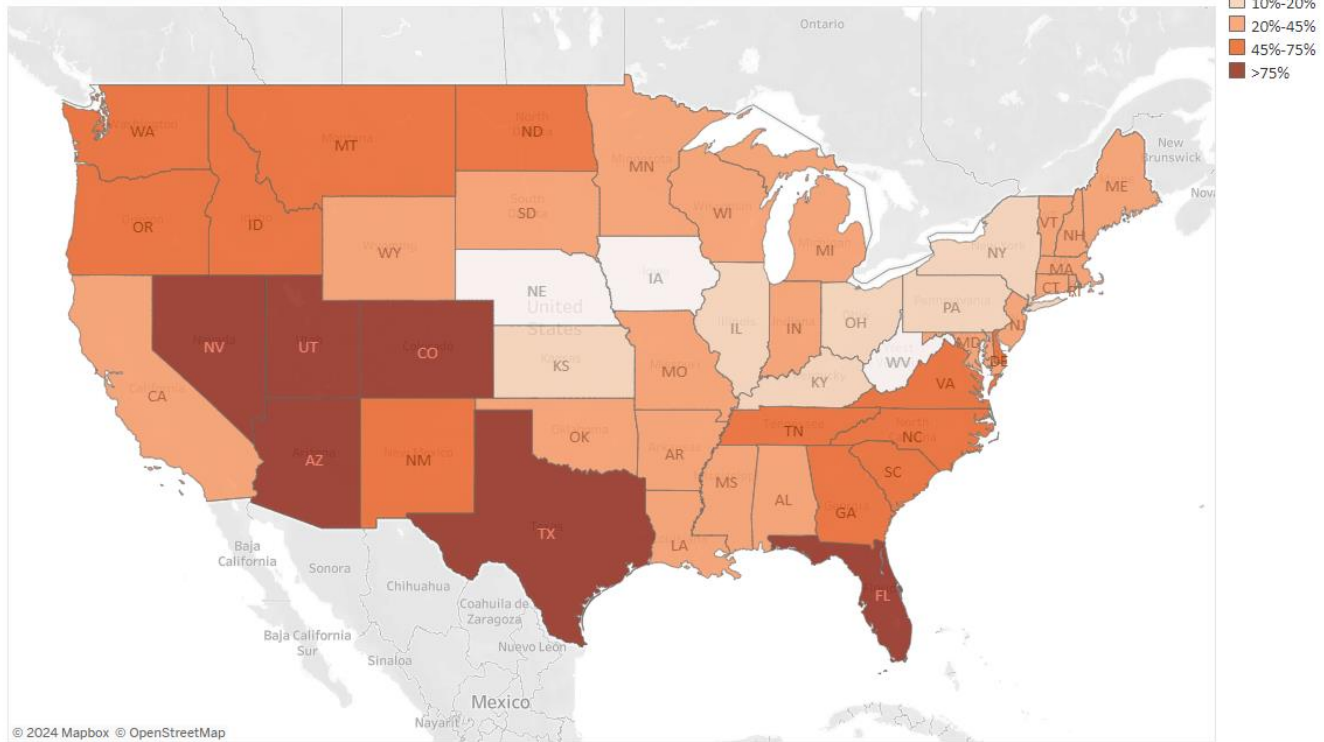 10%-20%
20%-45%
45%-75%
>75%
Ontario
New
Brunswick
WA
MT
ND
MN
ME
OR
ID
SD
WI
VT
NH
WY
MI
NY
MA
CT
RI
NE
IA
PA
United
States
NV
UT
CO
IL
IN
OH
NJ
MD
DE
KS
MO
KY
WV
VA
CA
AZ
NM
OK
AR
TN
NC
SC
TX
LA
MS
AL
GA
FL
Baja
California
Sonora
Chihuahua
Coahuila de
Zaragoza
Baja California
Sur
Nuevo León
Sinaloa
Mexico
Nayarit
© 2024 Mapbox © OpenStreetMap